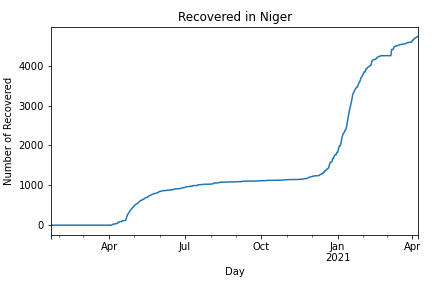 Recovered in Niger
Number of Recovered
4000
3000
2000
1000
0
Apr
Jul
Oct
Jan
2021
Apr
Day